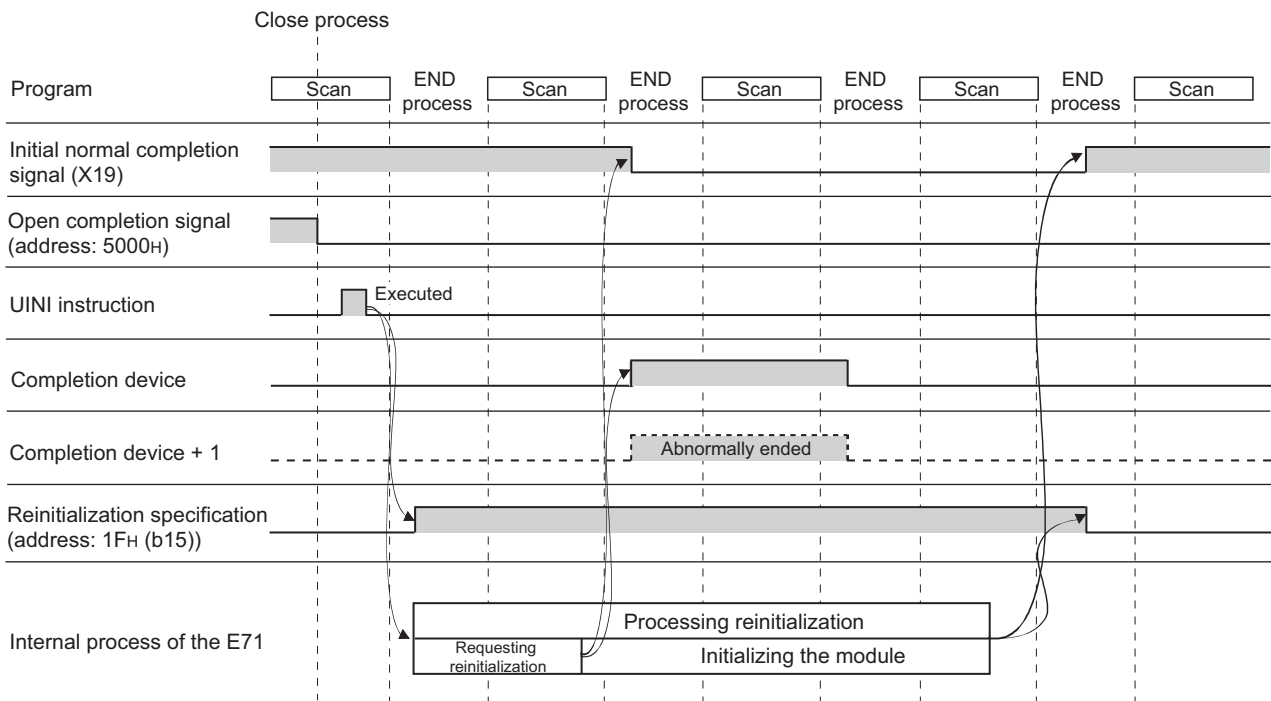 Close process
Program
Scan
END
process
Scan
END
process
Scan
END
process
Scan
END
process
Scan
Initial normal completion
signal (X19)
Open completion signal
(address: 5000H)
UINI instruction
Executed
Completion device
Completion device + 1
Abnormally ended
Reinitialization specification
(address: 1FH (b15))
Internal process of the E71
Processing reinitialization
Requesting
reinitialization
Initializing the module